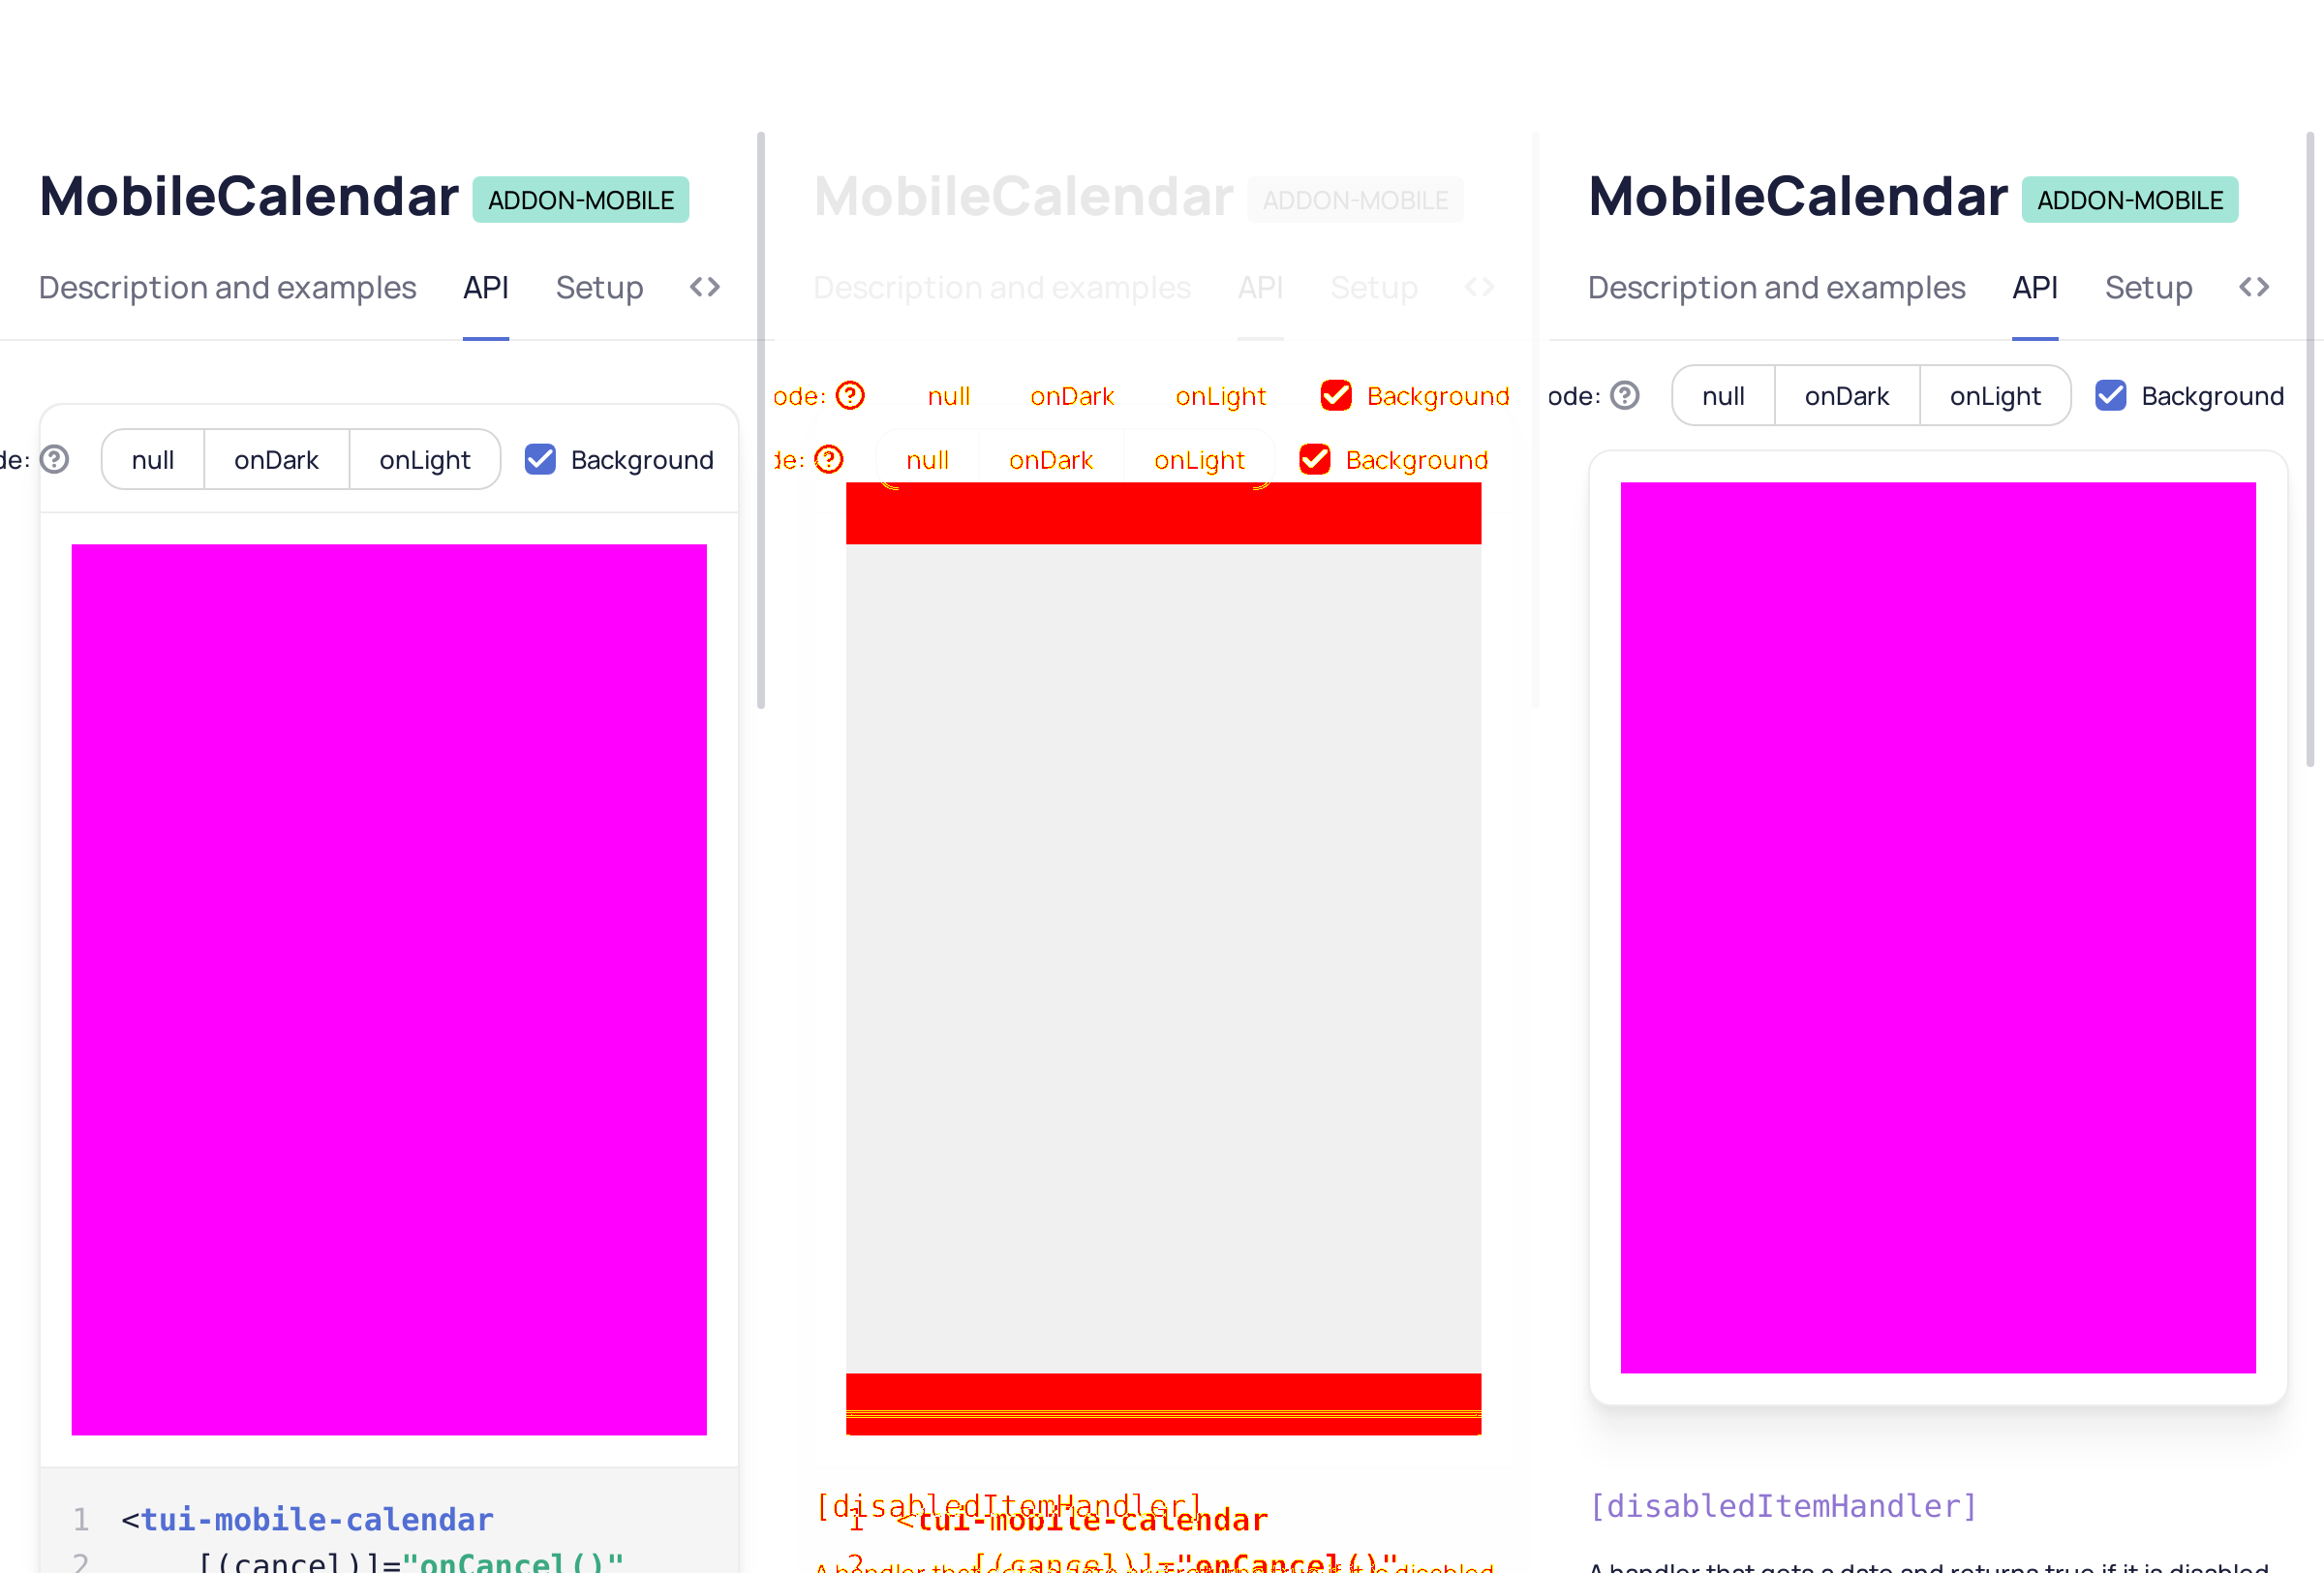 MobileCalendar ADDON-MOBILE
Description and examples API Setup <>
de: ? null onDark onLight Background
1 <tui-mobile-calendar
2 [(cancel)]="onCancel()"
MobileCalendar ADDON-MOBILE
Description and examples API Setup <>
ode: ? null onDark onLight Background
de: ? null onDark onLight Background
[disabledItemHandler]
1 <tui-mobile-calendar
2 [(cancel)]="onCancel()"
A handler that gets a date and returns true if it is disabled
MobileCalendar ADDON-MOBILE
Description and examples API Setup <>
ode: ? null onDark onLight Background
[disabledItemHandler]
A handler that gets a date and returns true if it is disabled